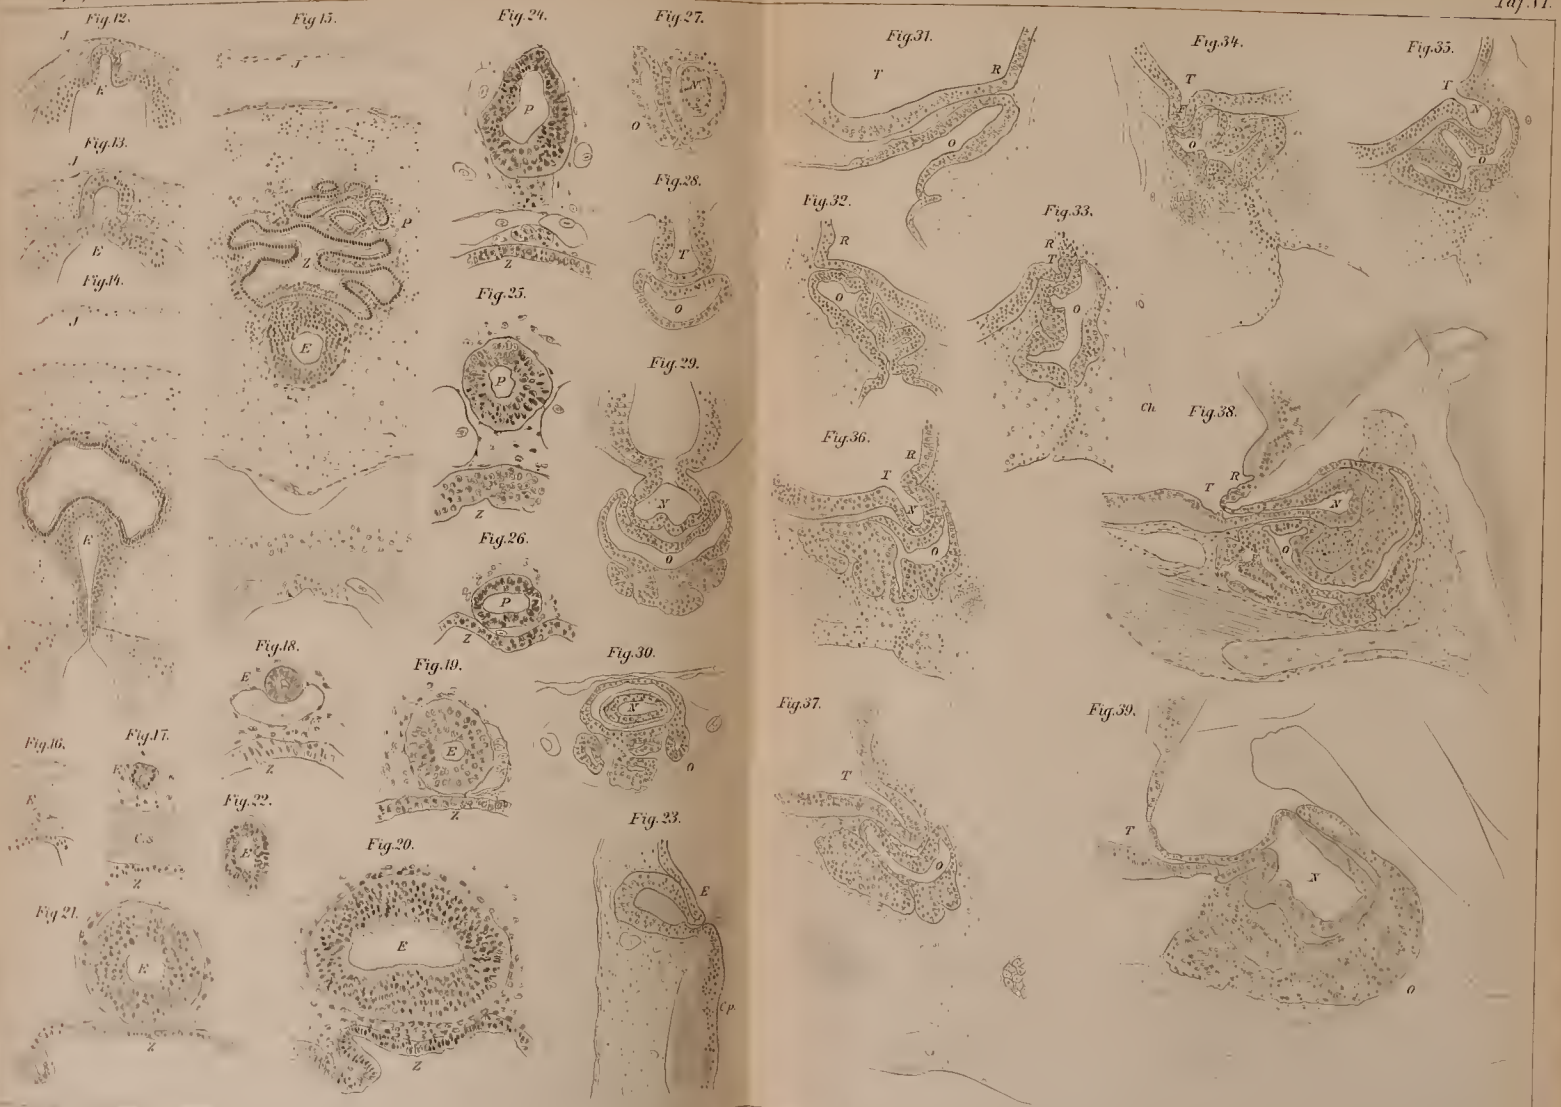 Taf. VI.
Fig.12.
J
E
Fig.13.
J
E
Fig.14.
J
E
Fig.15.
J
P
Z
E
Fig.16.
E
Fig.17.
E
C.s
Z
Fig.18.
E
Z
Fig.19.
E
Z
Fig.20.
E
Z
Fig.21.
E
Z
Fig.22.
E
Fig.23.
E
Cp.
Fig.24.
P
Z
Fig.25.
P
Z
Fig.26.
P
Z
Fig.27.
N
O
Fig.28.
T
O
Fig.29.
N
O
Fig.30.
N
O
Fig.31.
T
R
O
Fig.32.
R
O
Fig.33.
R
T
O
Fig.34.
T
O
Fig.35.
T
N
O
Fig.36.
R
T
N
O
Fig.37.
T
O
Ch.
Fig.38.
R
T
N
O
Fig.39.
T
N
O